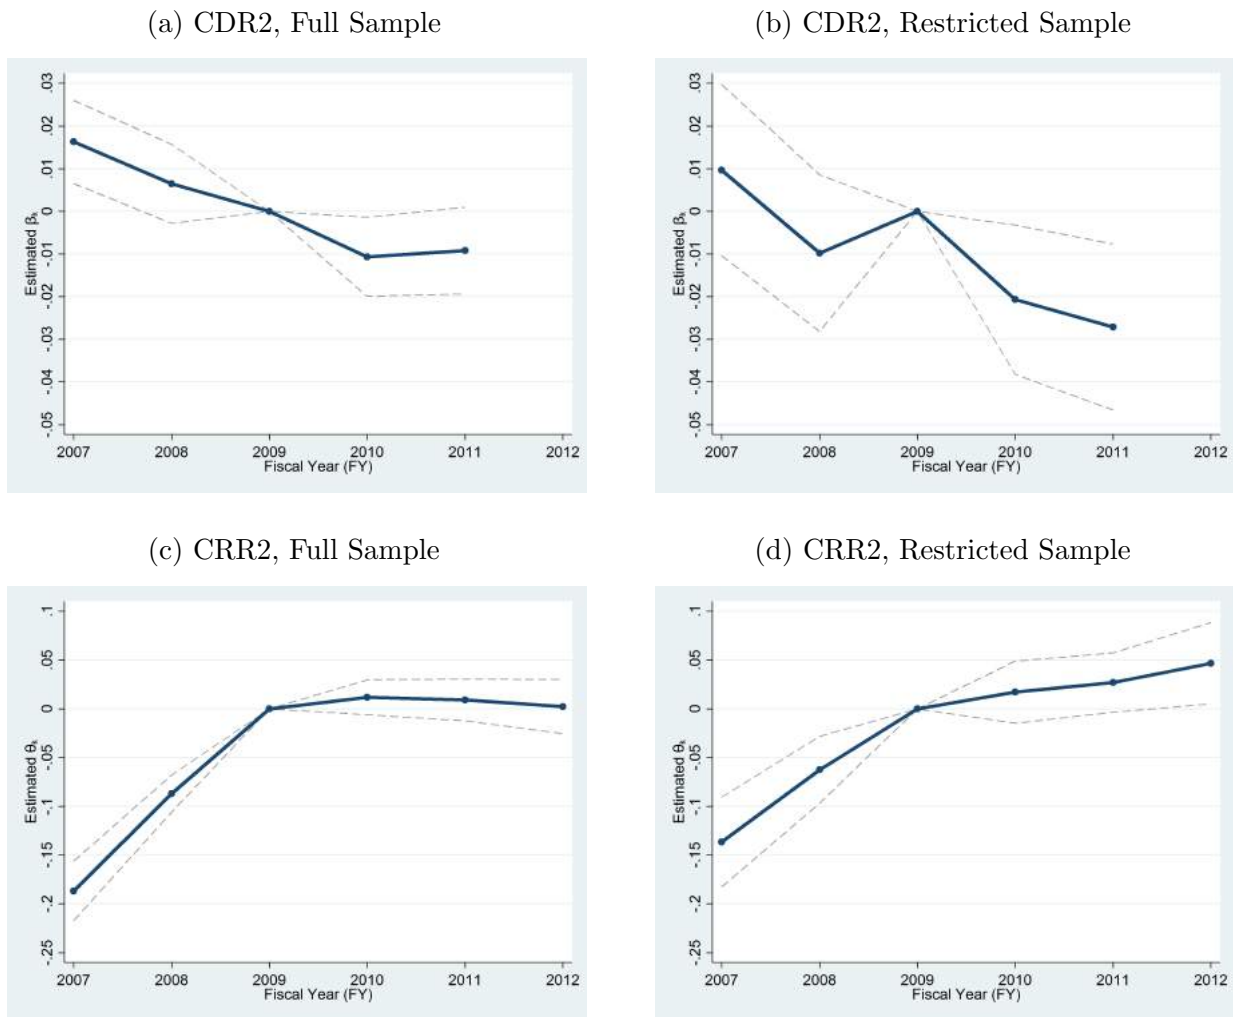 (a) CDR2, Full Sample
Estimated βₖ
.03
.02
.01
0
-.01
-.02
-.03
-.04
-.05
2007 2008 2009 2010 2011 2012
Fiscal Year (FY)
(b) CDR2, Restricted Sample
Estimated βₖ
.03
.02
.01
0
-.01
-.02
-.03
-.04
-.05
2007 2008 2009 2010 2011 2012
Fiscal Year (FY)
(c) CRR2, Full Sample
Estimated θₖ
.1
.05
0
-.05
-.1
-.15
-.2
-.25
2007 2008 2009 2010 2011 2012
Fiscal Year (FY)
(d) CRR2, Restricted Sample
Estimated θₖ
.1
.05
0
-.05
-.1
-.15
-.2
-.25
2007 2008 2009 2010 2011 2012
Fiscal Year (FY)